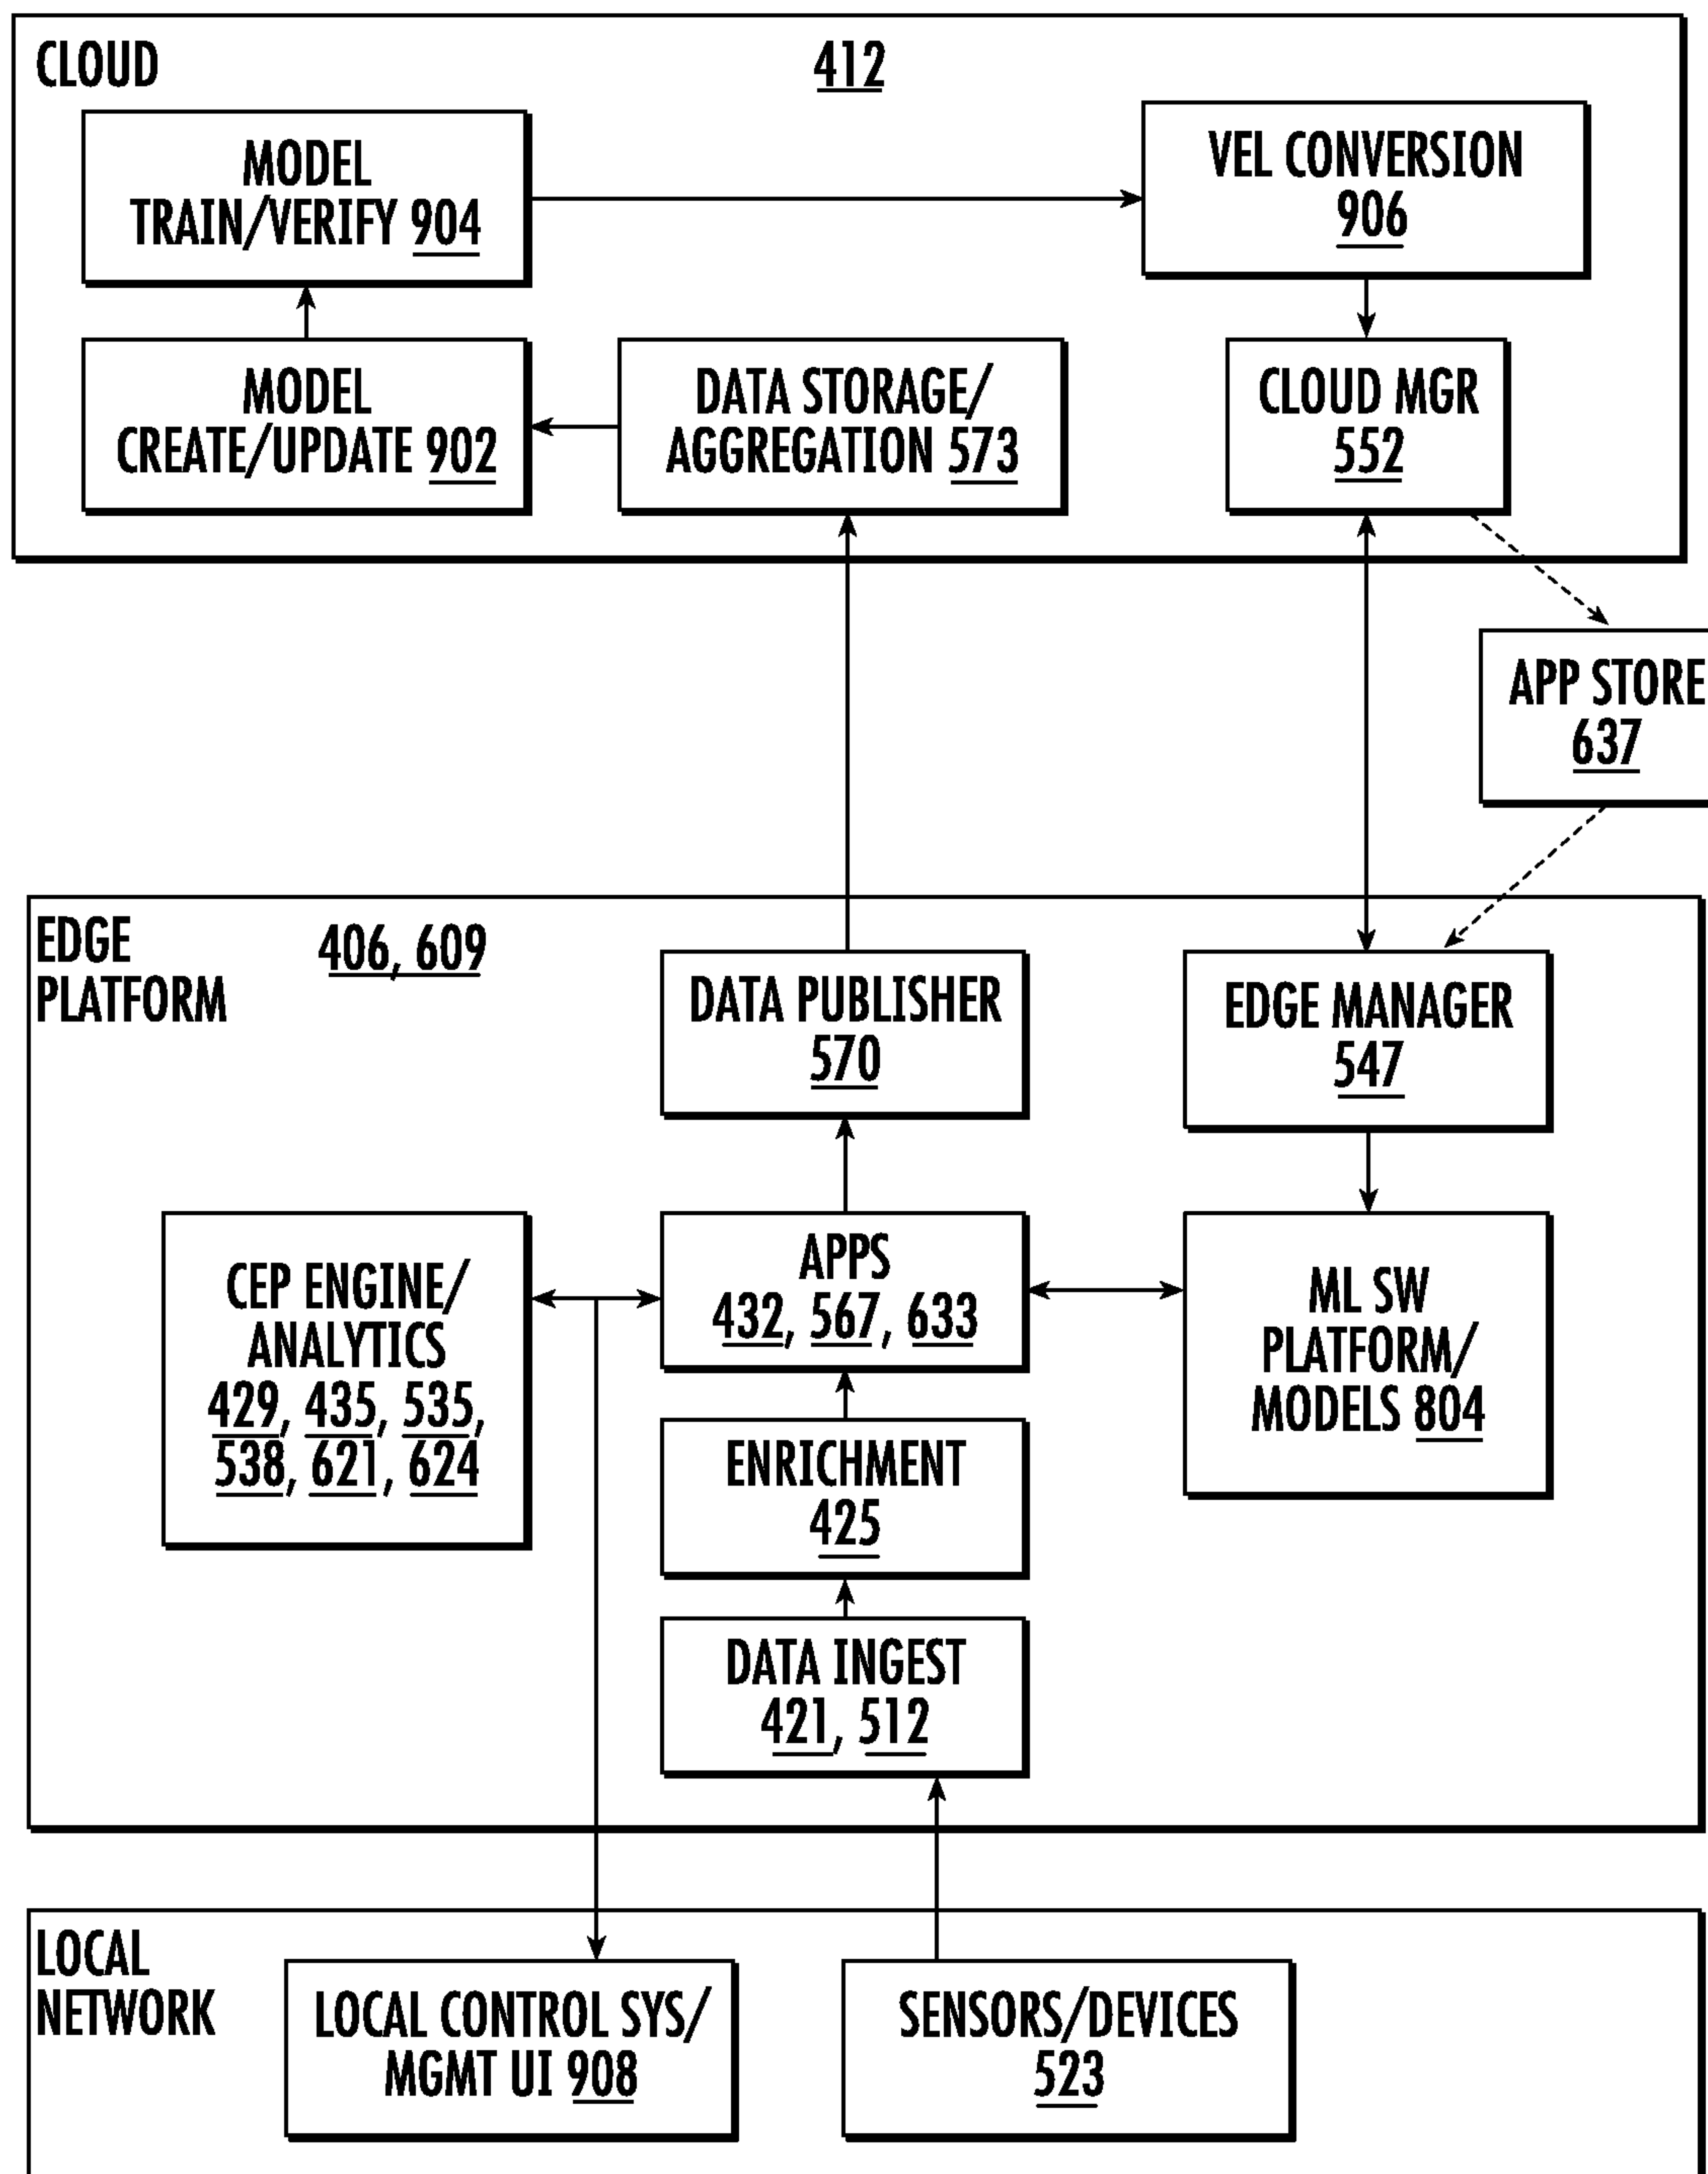 CLOUD
412
MODEL
TRAIN/VERIFY 904
VEL CONVERSION
906
MODEL
CREATE/UPDATE 902
DATA STORAGE/
AGGREGATION 573
CLOUD MGR
552
APP STORE
637
EDGE
PLATFORM
406, 609
DATA PUBLISHER
570
EDGE MANAGER
547
CEP ENGINE/
ANALYTICS
429, 435, 535,
538, 621, 624
APPS
432, 567, 633
ML SW
PLATFORM/
MODELS 804
ENRICHMENT
425
DATA INGEST
421, 512
LOCAL
NETWORK
LOCAL CONTROL SYS/
MGMT UI 908
SENSORS/DEVICES
523